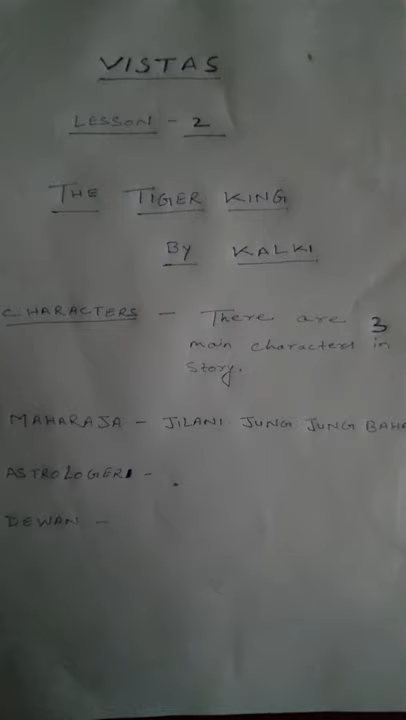 VISTAS
LESSON - 2
THE TIGER KING
By KALKI
CHARACTERS - There are 3
main characters in
story.
MAHARAJA - JILANI JUNG JUNG BAHA
ASTROLOGER -
DEWAN -